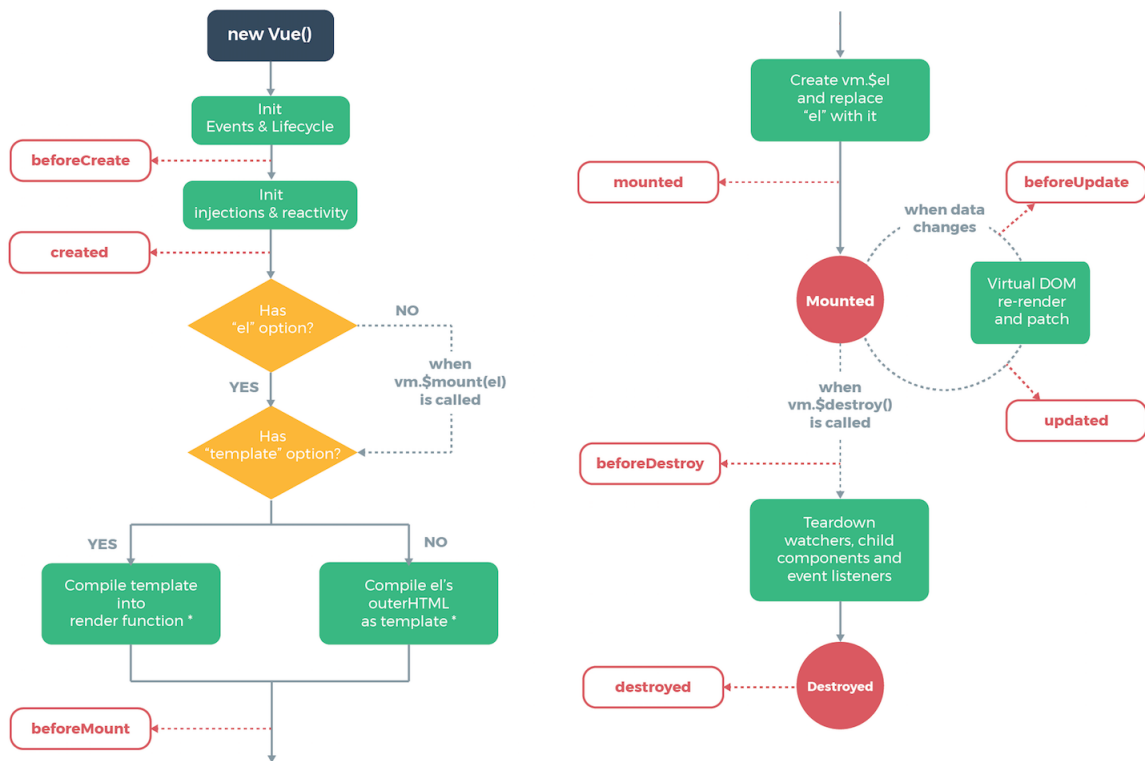 new Vue()
Init
Events & Lifecycle
beforeCreate
Init
injections & reactivity
created
Has
“el” option?
NO
when
vm.$mount(el)
is called
YES
Has
“template” option?
YES
NO
Compile template
into
render function *
Compile el’s
outerHTML
as template *
beforeMount
Create vm.$el
and replace
“el” with it
mounted
beforeUpdate
when data
changes
Mounted
Virtual DOM
re-render
and patch
when
vm.$destroy()
is called
updated
beforeDestroy
Teardown
watchers, child
components and
event listeners
destroyed
Destroyed